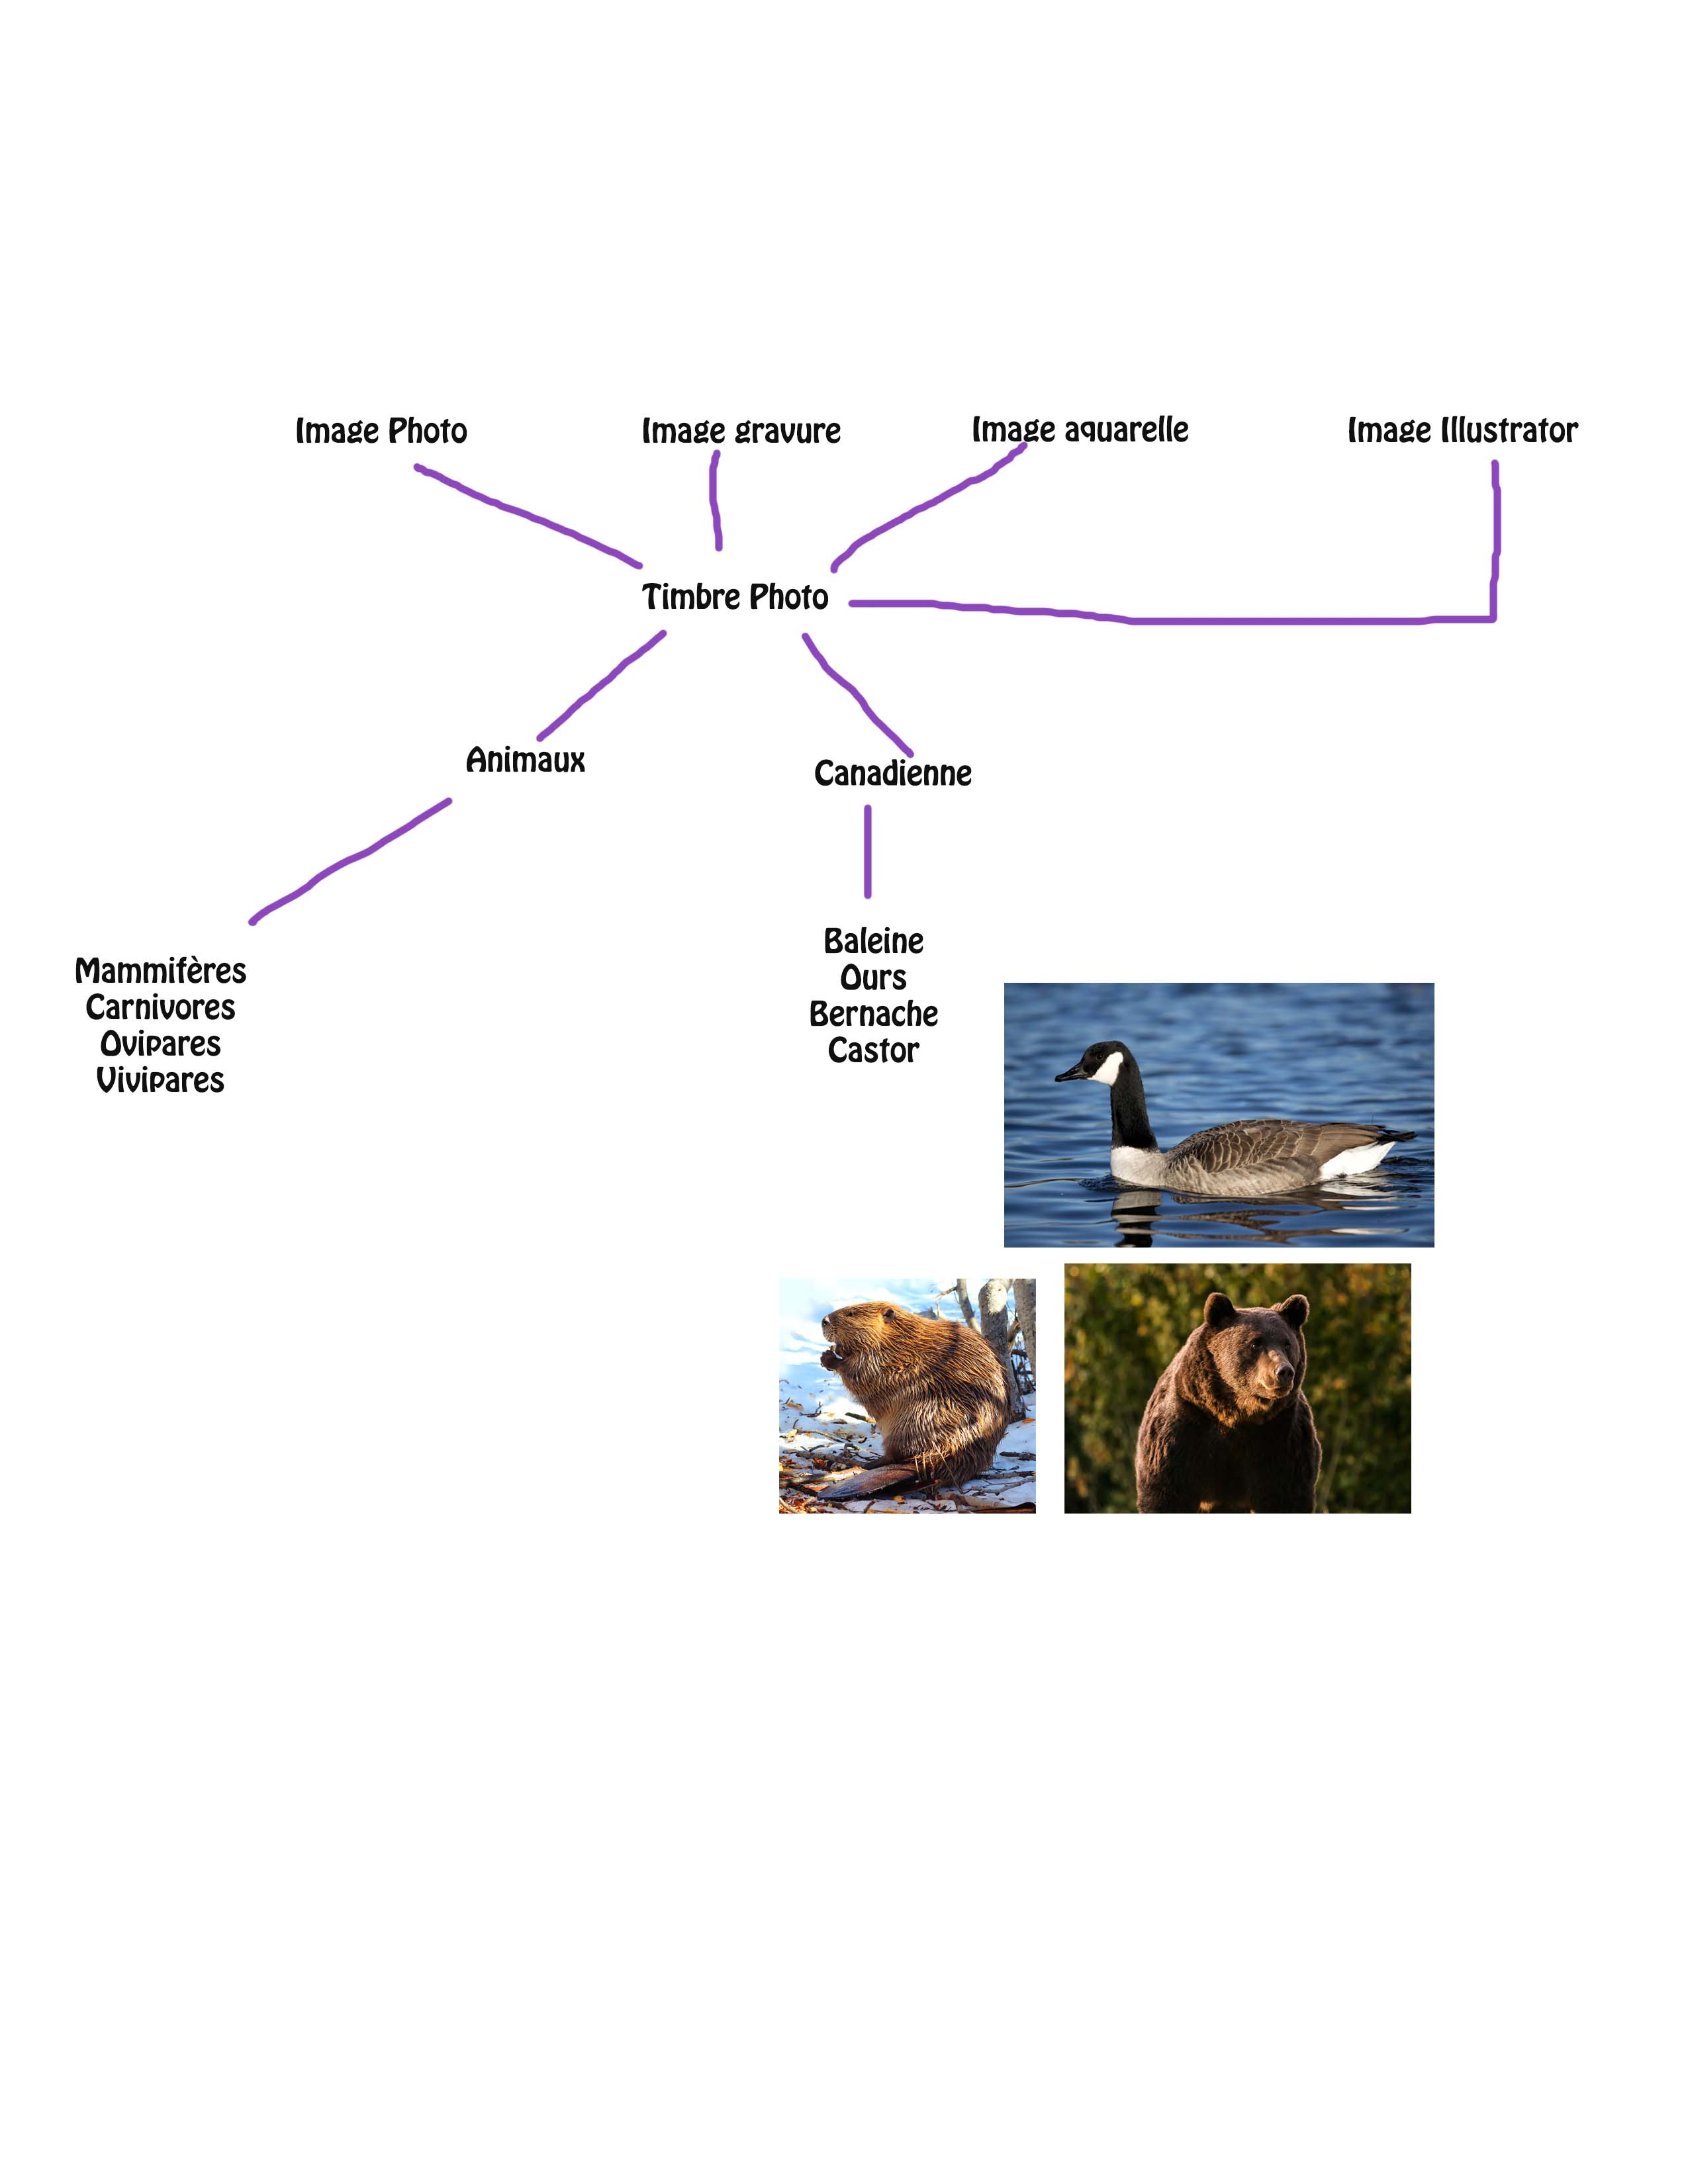 Image Photo
Image gravure
Image aquarelle
Image Illustrator
Timbre Photo
Animaux
Canadienne
Mammifères
Carnivores
Ovipares
Vivipares
Baleine
Ours
Bernache
Castor